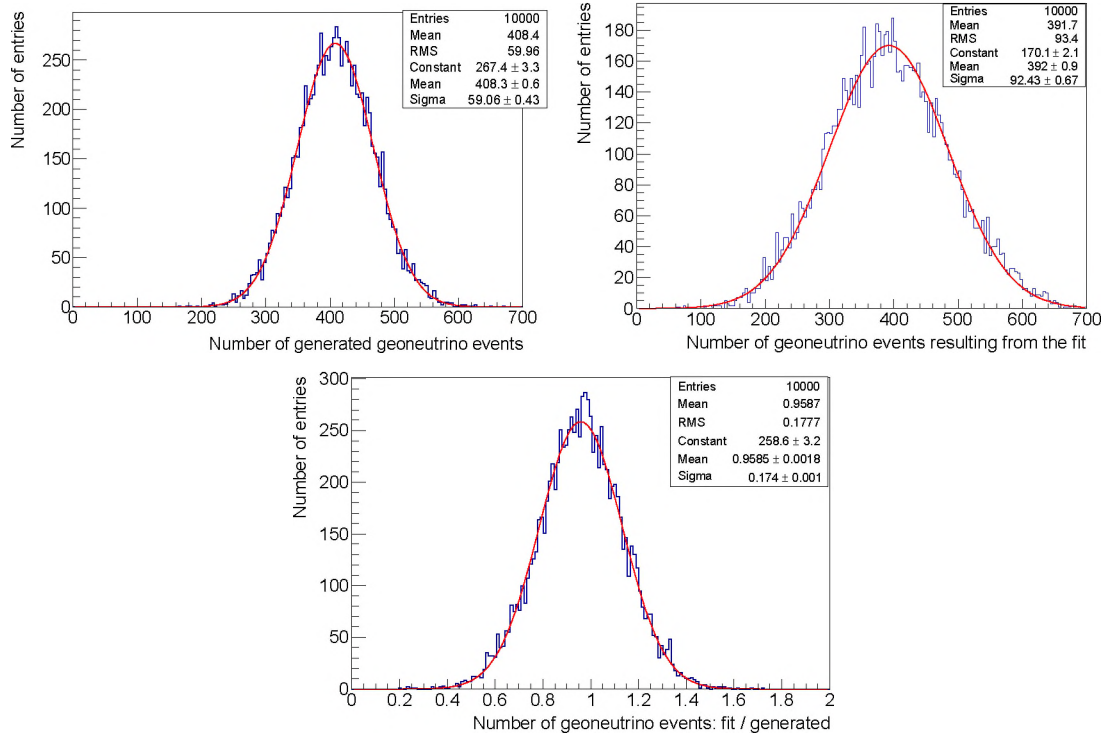 Number of entries
250
200
150
100
50
0
0 100 200 300 400 500 600 700
Number of generated geoneutrino events
Entries 10000
Mean 408.4
RMS 59.96
Constant 267.4 ± 3.3
Mean 408.3 ± 0.6
Sigma 59.06 ± 0.43
Number of entries
180
160
140
120
100
80
60
40
20
0
0 100 200 300 400 500 600 700
Number of geoneutrino events resulting from the fit
Entries 10000
Mean 391.7
RMS 93.4
Constant 170.1 ± 2.1
Mean 392 ± 0.9
Sigma 92.43 ± 0.67
Number of entries
300
250
200
150
100
50
0
0 0.2 0.4 0.6 0.8 1 1.2 1.4 1.6 1.8 2
Number of geoneutrino events: fit / generated
Entries 10000
Mean 0.9587
RMS 0.1777
Constant 258.6 ± 3.2
Mean 0.9585 ± 0.0018
Sigma 0.174 ± 0.001